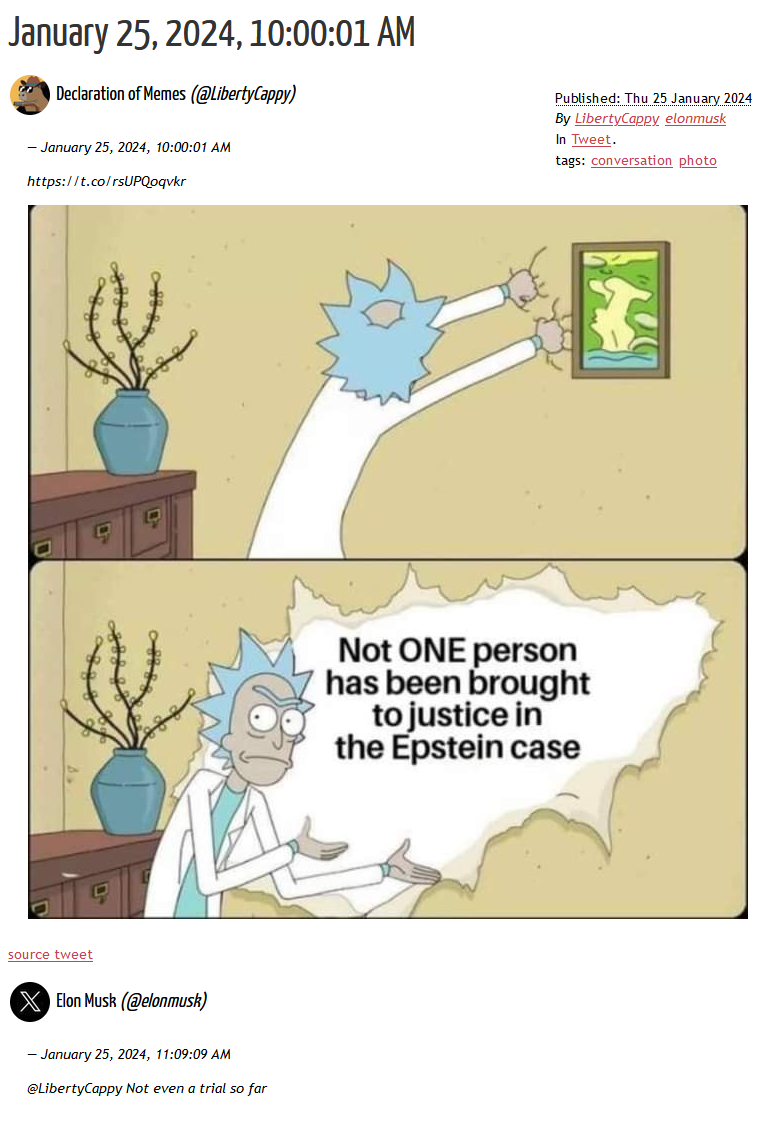 January 25, 2024, 10:00:01 AM
Declaration of Memes (@LibertyCappy)
Published: Thu 25 January 2024
By LibertyCappy elonmusk
In Tweet.
tags: conversation photo
— January 25, 2024, 10:00:01 AM
https://t.co/rsUPQoqvkr
Not ONE person
has been brought
to justice in
the Epstein case
source tweet
Elon Musk (@elonmusk)
— January 25, 2024, 11:09:09 AM
@LibertyCappy Not even a trial so far